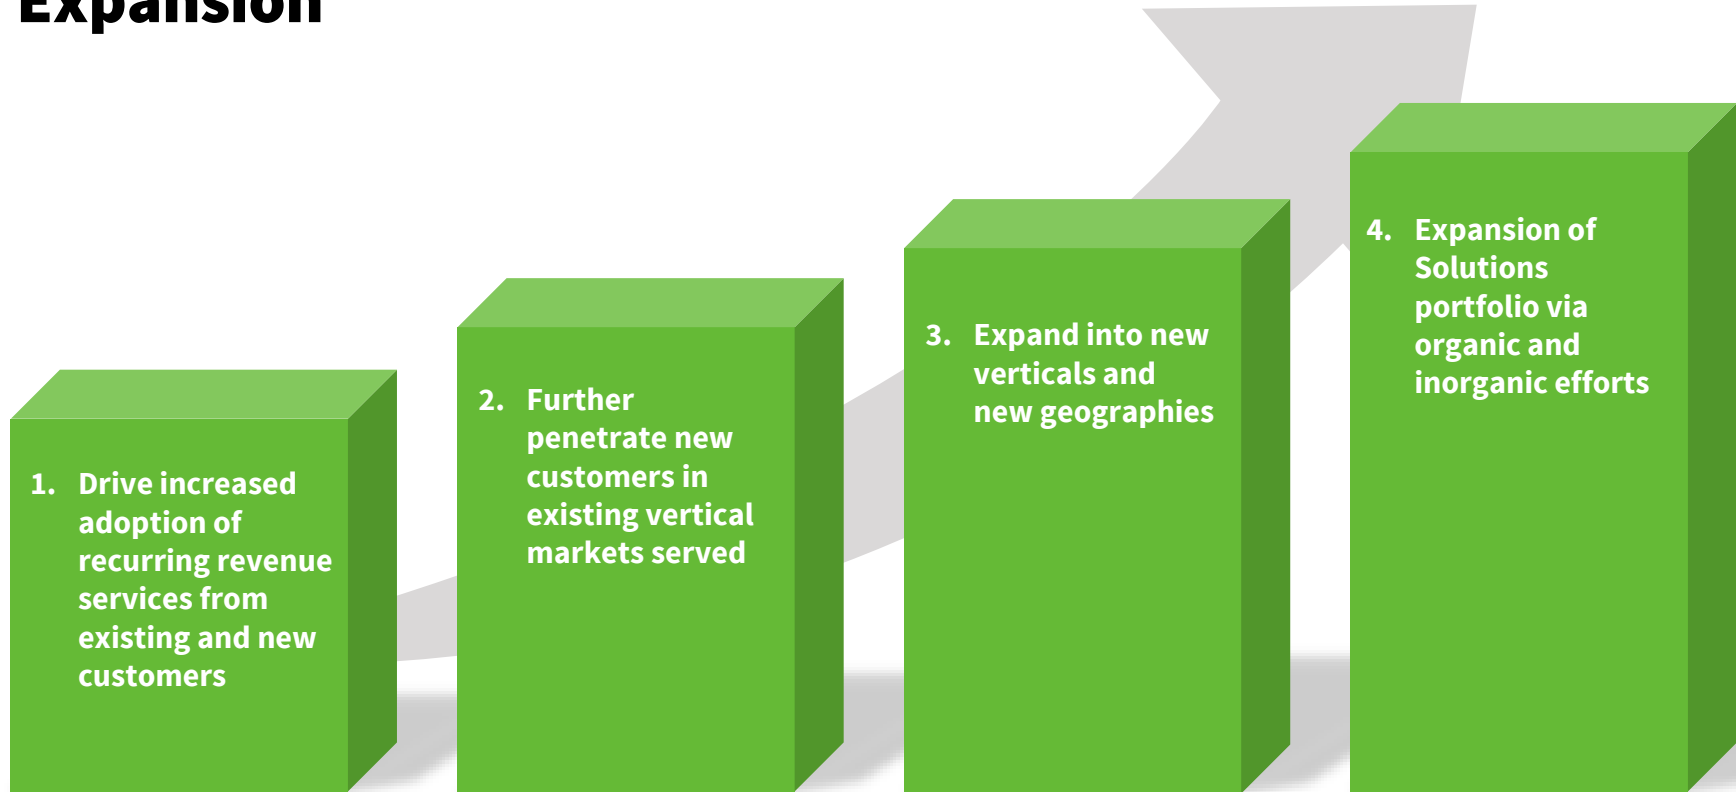 Expansion
1. Drive increased
adoption of
recurring revenue
services from
existing and new
customers
2. Further
penetrate new
customers in
existing vertical
markets served
3. Expand into new
verticals and
new geographies
4. Expansion of
Solutions
portfolio via
organic and
inorganic efforts